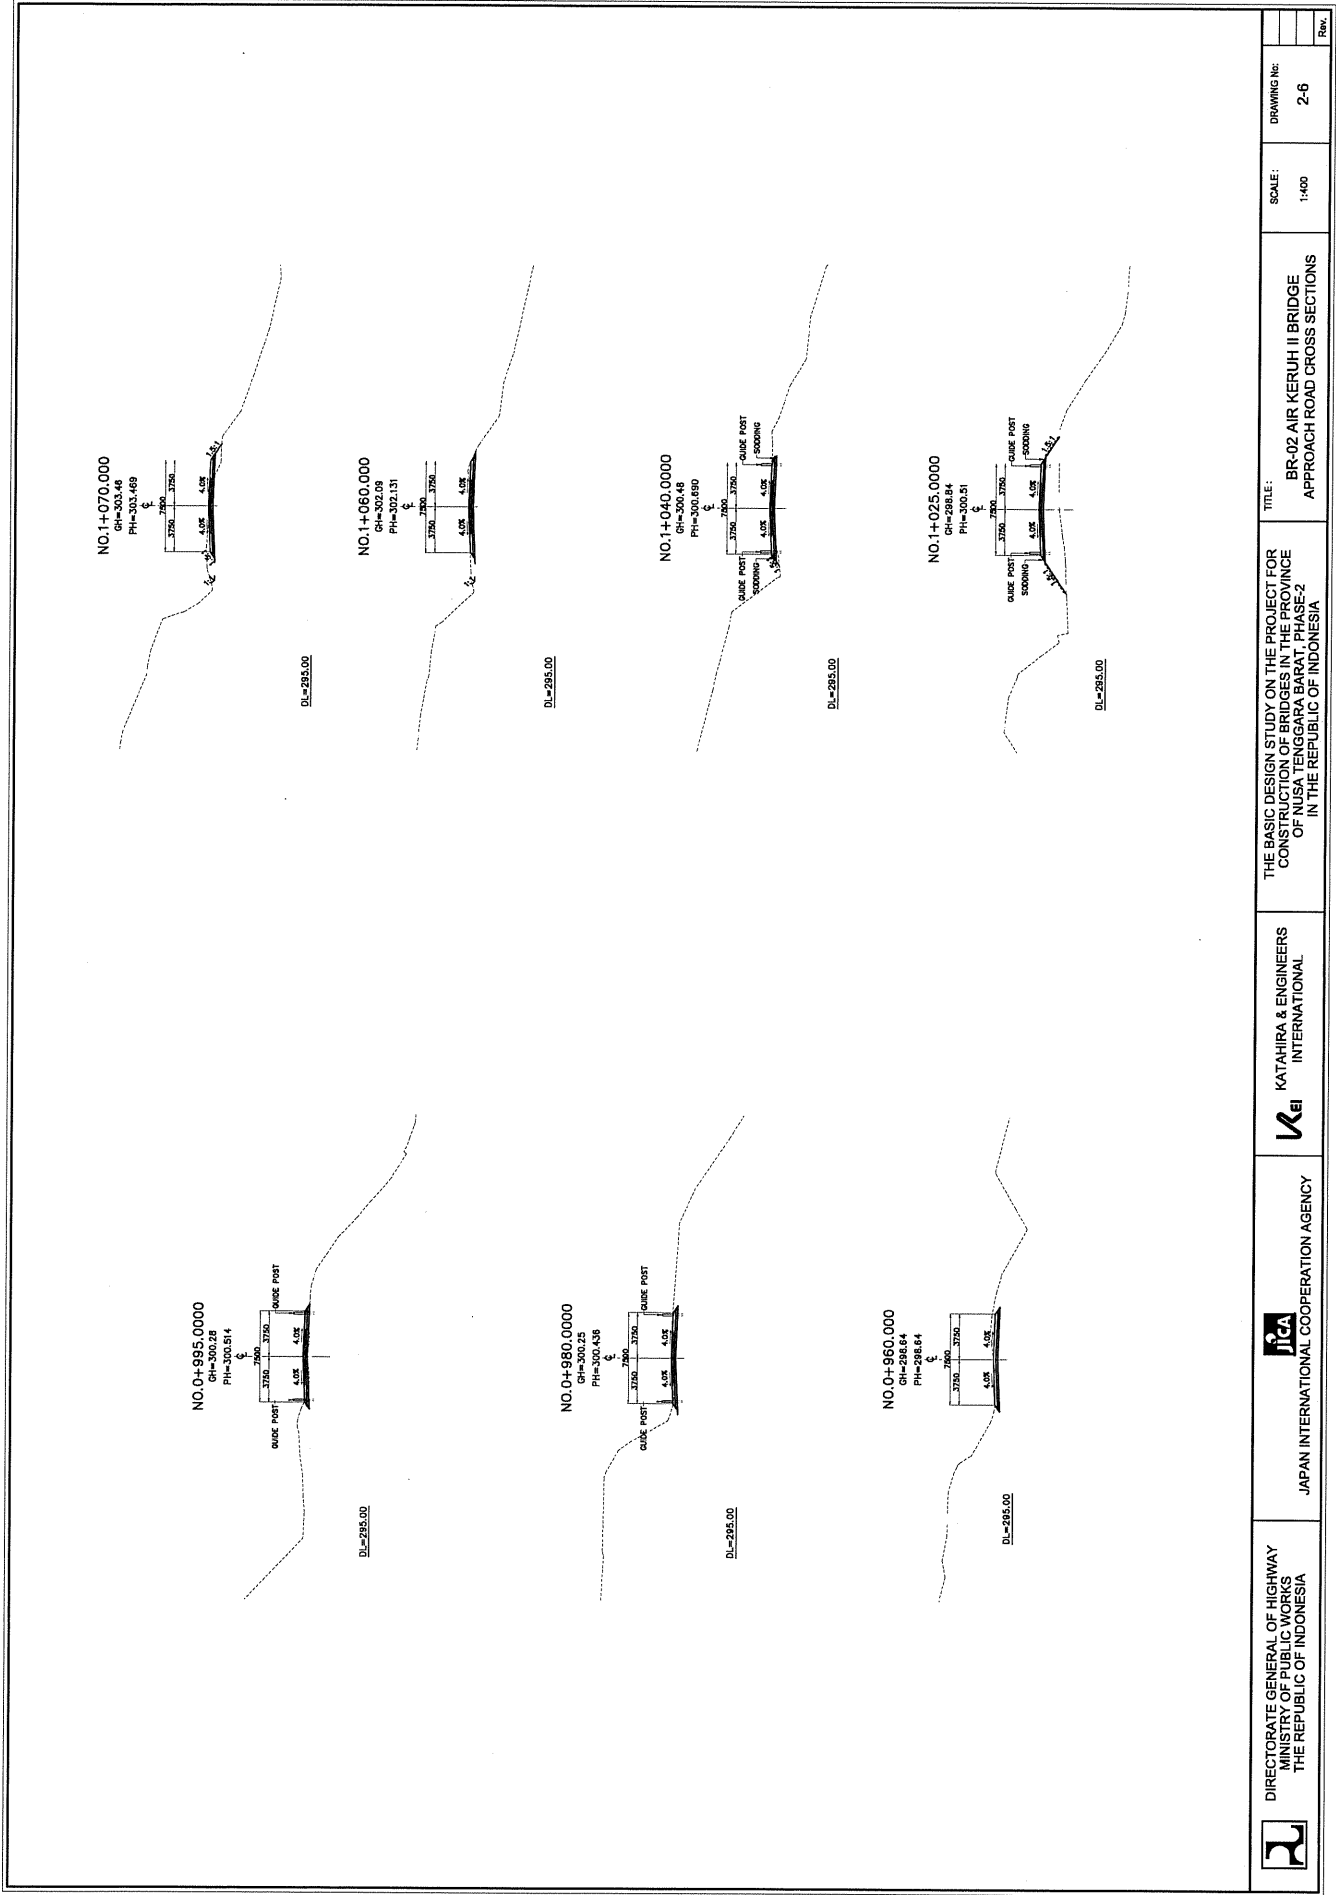 NO.0+995.0000
GH=300.28
PH=300.514
7500
3750 3750
GUIDE POST GUIDE POST
4.0% 4.0%
DL=295.00
NO.0+980.0000
GH=300.25
PH=300.436
7500
3750 3750
GUIDE POST GUIDE POST
4.0% 4.0%
DL=295.00
NO.0+960.000
GH=298.64
PH=298.64
7500
3750 3750
4.0% 4.0%
DL=295.00
NO.1+070.000
GH=303.46
PH=303.469
7500
3750 3750
4.0% 4.0%
DL=295.00
NO.1+060.000
GH=302.09
PH=302.131
7500
3750 3750
4.0% 4.0%
DL=295.00
NO.1+040.0000
GH=300.48
PH=300.690
7500
3750 3750
GUIDE POST GUIDE POST
SODDING SODDING
4.0% 4.0%
DL=295.00
NO.1+025.0000
GH=298.84
PH=300.51
7500
3750 3750
GUIDE POST GUIDE POST
SODDING SODDING
4.0% 4.0%
DL=295.00
DIRECTORATE GENERAL OF HIGHWAY
MINISTRY OF PUBLIC WORKS
THE REPUBLIC OF INDONESIA
JICA
JAPAN INTERNATIONAL COOPERATION AGENCY
KEI
KATAHIRA & ENGINEERS
INTERNATIONAL
THE BASIC DESIGN STUDY ON THE PROJECT FOR
CONSTRUCTION OF BRIDGES IN THE PROVINCE
OF NUSA TENGGARA BARAT, PHASE-2
IN THE REPUBLIC OF INDONESIA
TITLE:
BR-02 AIR KERUH II BRIDGE
APPROACH ROAD CROSS SECTIONS
SCALE:
1:400
DRAWING No:
2-6
Rev.